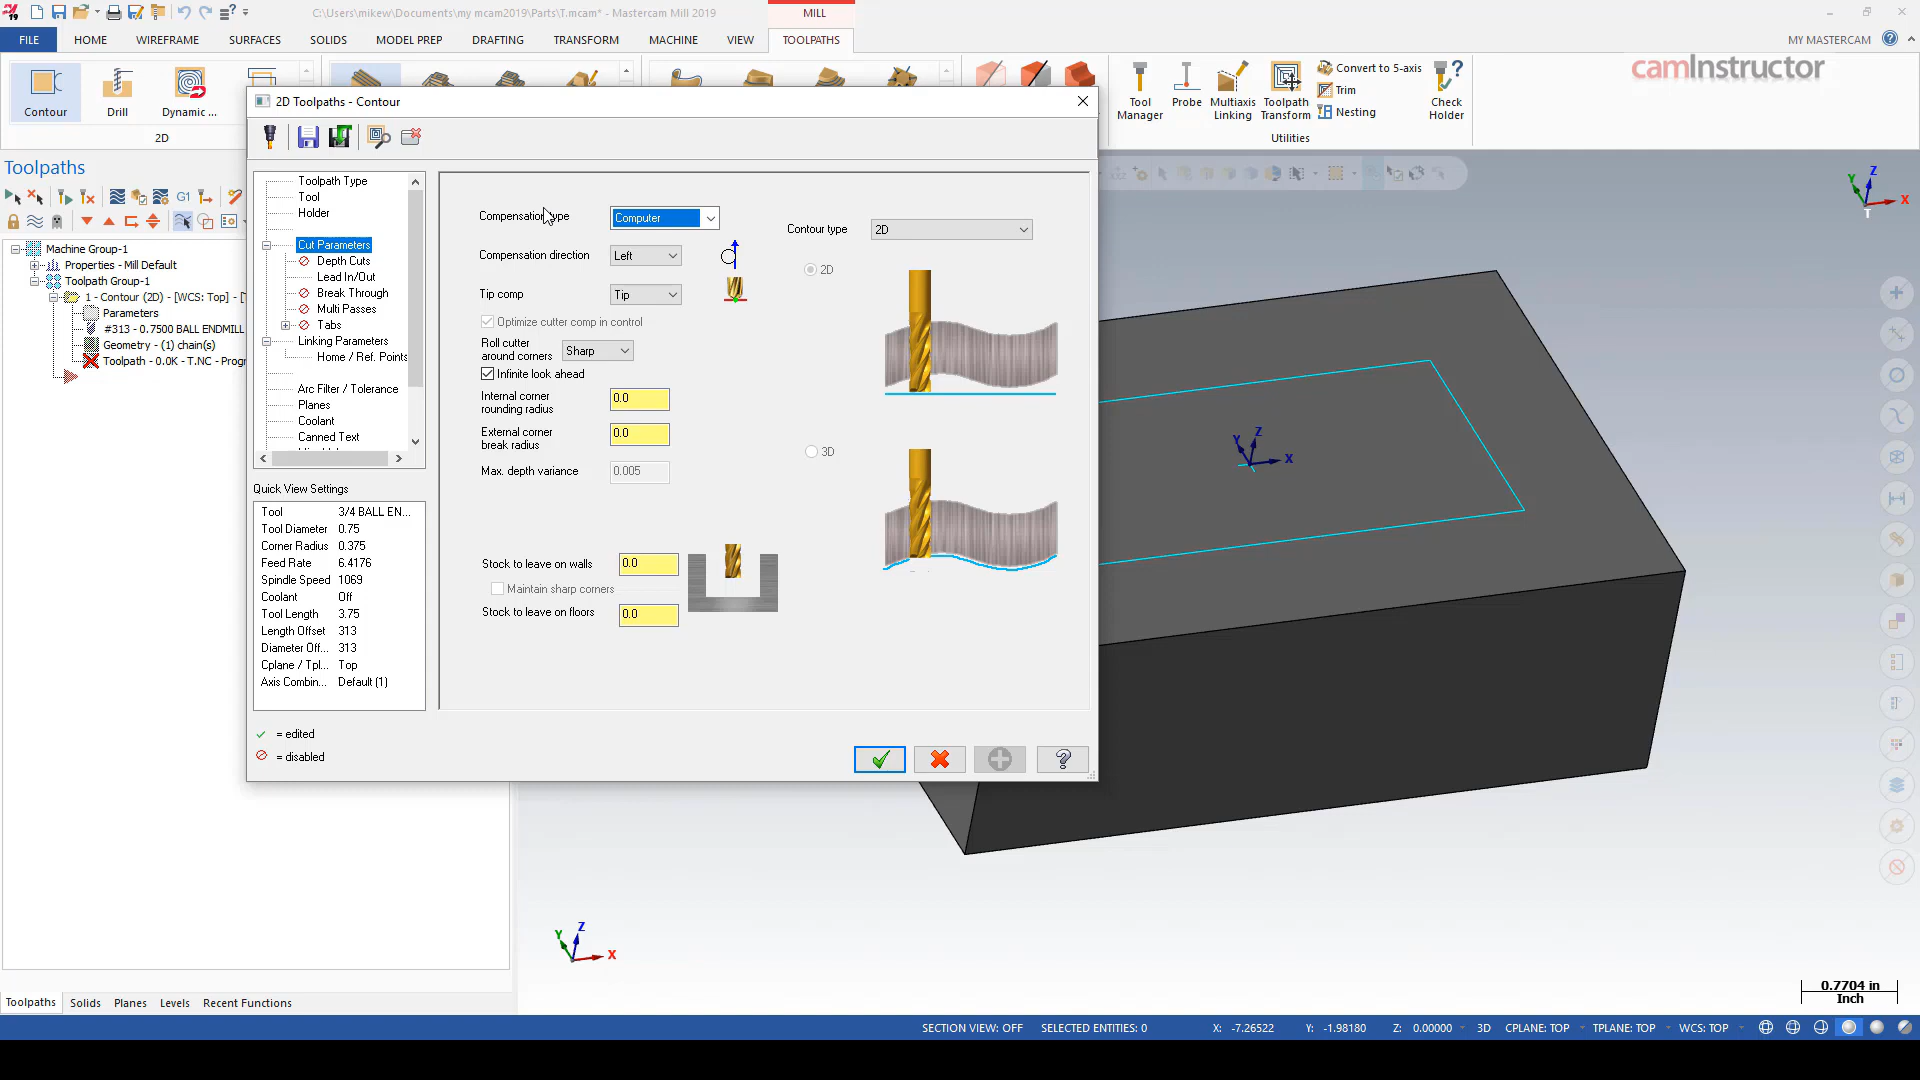 C:\Users\mikew\Documents\my mcam2019\Parts\T.mcam* - Mastercam Mill 2019
MILL
FILE
HOME
WIREFRAME
SURFACES
SOLIDS
MODEL PREP
DRAFTING
TRANSFORM
MACHINE
VIEW
TOOLPATHS
MY MASTERCAM
camInstructor
Contour
Drill
Dynamic ...
2D
Tool
Manager
Probe
Multiaxis
Linking
Toolpath
Transform
Convert to 5-axis
Trim
Nesting
Check
Holder
Utilities
Toolpaths
G1
Machine Group-1
Properties - Mill Default
Toolpath Group-1
1 - Contour (2D) - [WCS: Top] - [T
Parameters
#313 - 0.7500 BALL ENDMILL
Geometry - (1) chain(s)
Toolpath - 0.0K - T.NC - Progr
2D Toolpaths - Contour
Toolpath Type
Tool
Holder
Cut Parameters
Depth Cuts
Lead In/Out
Break Through
Multi Passes
Tabs
Linking Parameters
Home / Ref. Points
Arc Filter / Tolerance
Planes
Coolant
Canned Text
Quick View Settings
Tool 3/4 BALL EN...
Tool Diameter 0.75
Corner Radius 0.375
Feed Rate 6.4176
Spindle Speed 1069
Coolant Off
Tool Length 3.75
Length Offset 313
Diameter Off... 313
Cplane / Tpl... Top
Axis Combin... Default (1)
= edited
= disabled
Compensation type Computer
Compensation direction Left
Tip comp Tip
Optimize cutter comp in control
Roll cutter
around corners Sharp
Infinite look ahead
Internal corner
rounding radius 0.0
External corner
break radius 0.0
Max. depth variance 0.005
Stock to leave on walls 0.0
Maintain sharp corners
Stock to leave on floors 0.0
Contour type 2D
2D
3D
Y Z X
Z
Y X
T
Y Z X
0.7704 in
Inch
Toolpaths Solids Planes Levels Recent Functions
SECTION VIEW: OFF SELECTED ENTITIES: 0 X: -7.26522 Y: -1.98180 Z: 0.00000 3D CPLANE: TOP TPLANE: TOP WCS: TOP